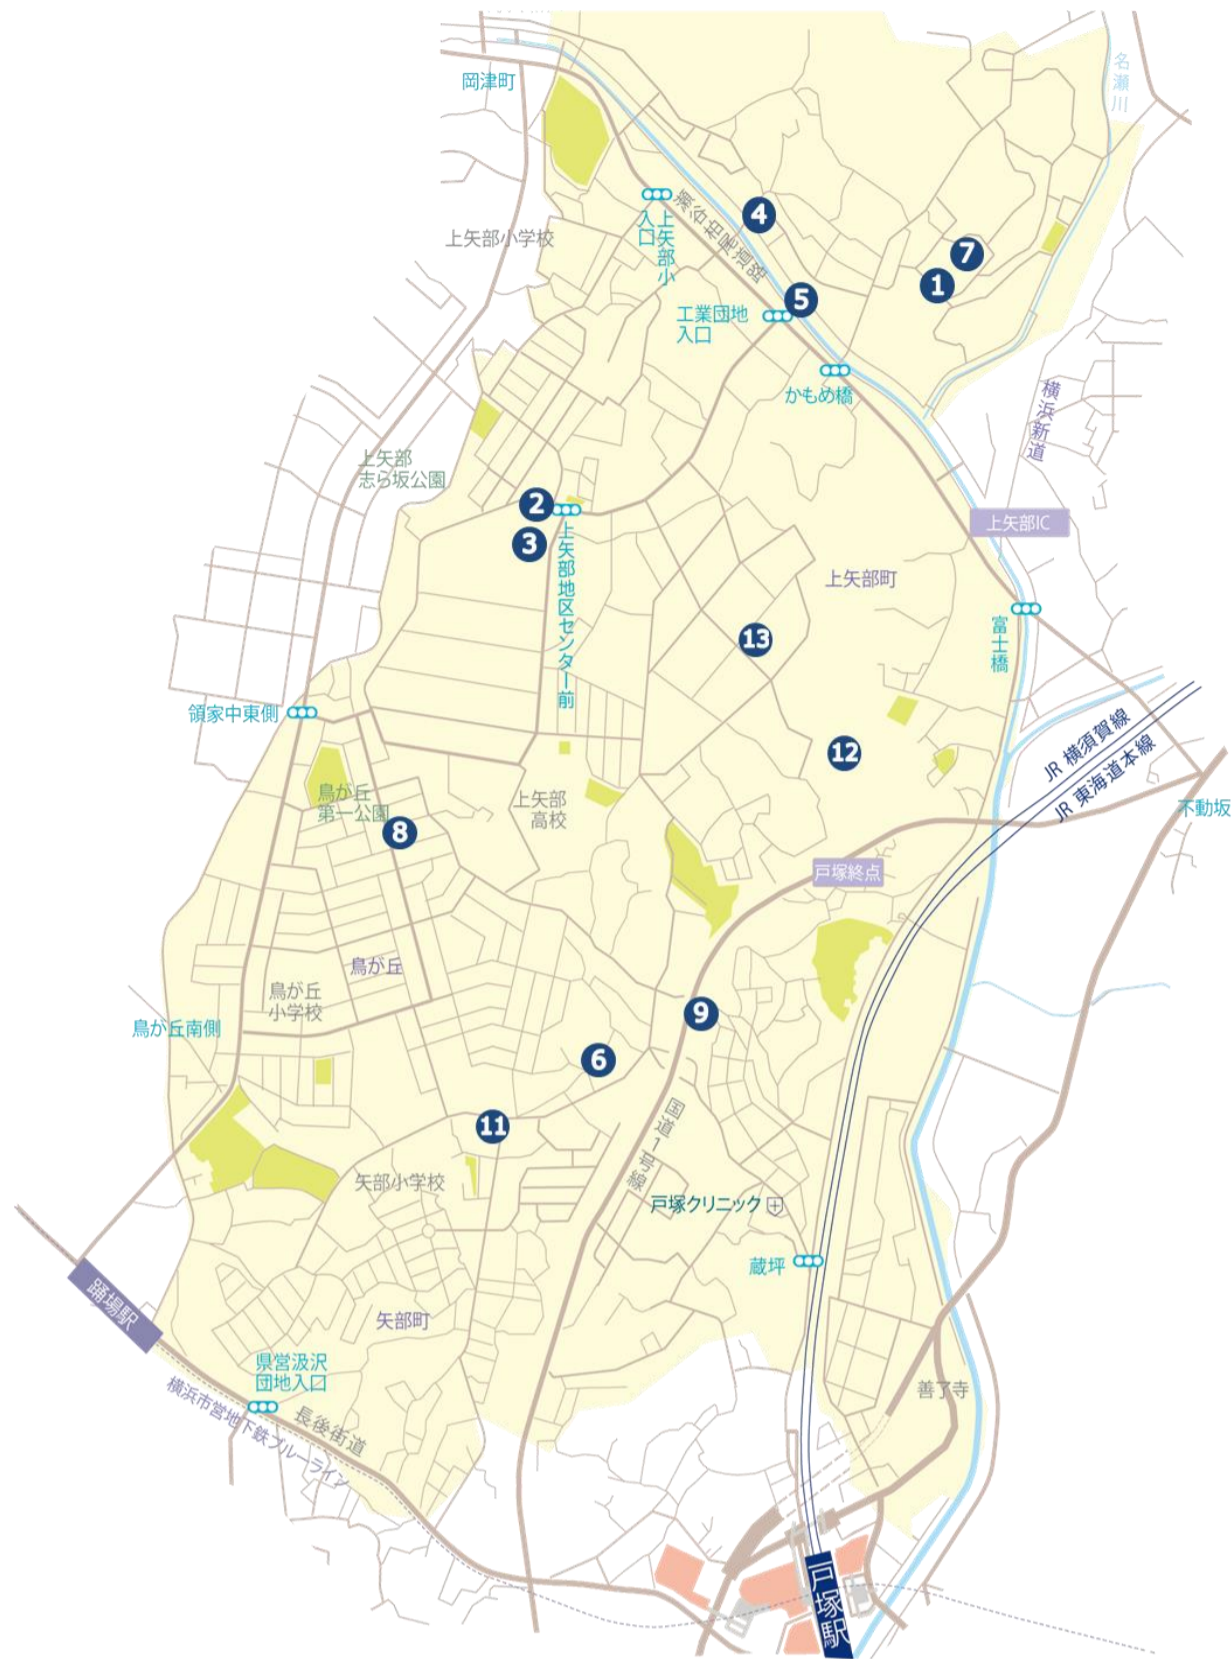 岡津町
名瀬川
上矢部小学校
瀬谷柏尾道路
上矢部小
入口
4
7
1
5
工業団地
入口
かもめ橋
横浜新道
上矢部
志ら坂公園
2
3
上矢部地区センター前
上矢部IC
上矢部町
富士橋
13
領家中東側
12
JR 横須賀線
JR 東海道本線
不動坂
鳥が丘
第一公園
8
上矢部
高校
戸塚終点
鳥が丘
鳥が丘
小学校
鳥が丘南側
9
6
11
国道1号線
矢部小学校
戸塚クリニック
蔵坪
踊場駅
矢部町
県営汲沢
団地入口
長後街道
横浜市営地下鉄ブルーライン
善了寺
戸塚駅